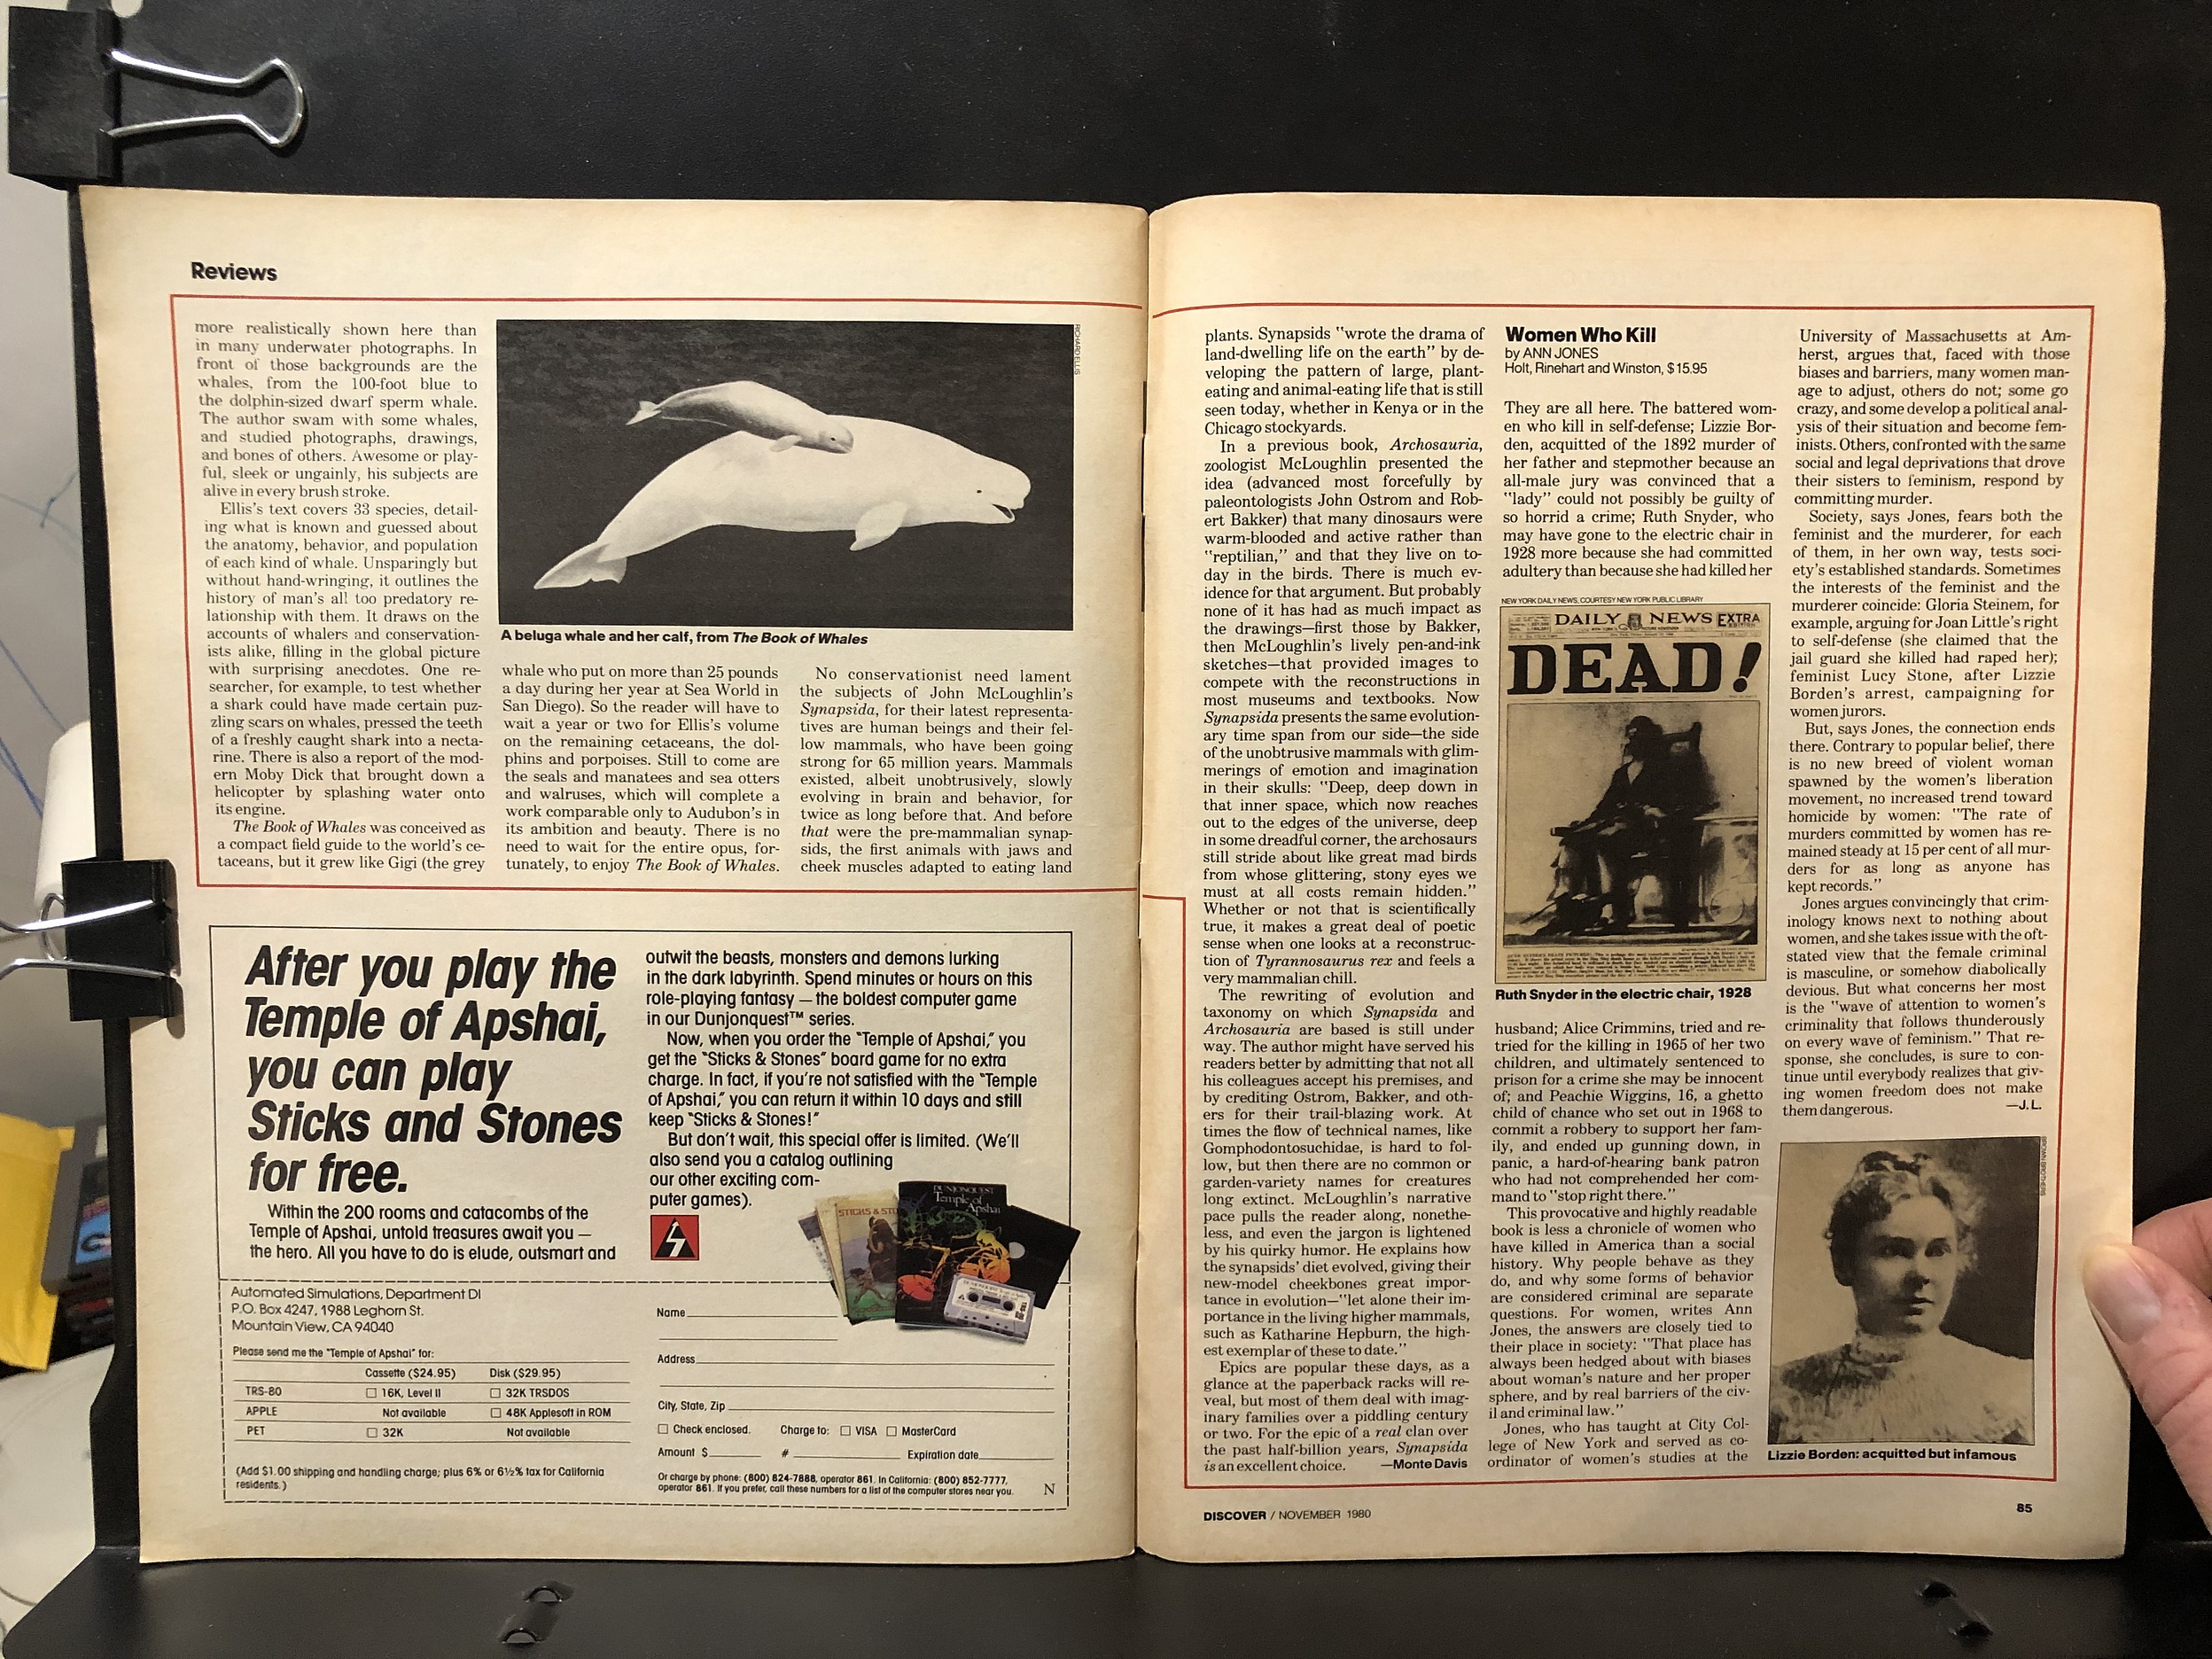 Reviews
more realistically shown here than
in many underwater photographs. In
front of those backgrounds are the
whales, from the 100-foot blue to
the dolphin-sized dwarf sperm whale.
The author swam with some whales,
and studied photographs, drawings,
and bones of others. Awesome or play-
ful, sleek or ungainly, his subjects are
alive in every brush stroke.
Ellis's text covers 33 species, detail-
ing what is known and guessed about
the anatomy, behavior, and population
of each kind of whale. Unsparingly but
without hand-wringing, it outlines the
history of man's all too predatory re-
lationship with them. It draws on the
accounts of whalers and conservation-
ists alike, filling in the global picture
with surprising anecdotes. One re-
searcher, for example, to test whether
a shark could have made certain puz-
zling scars on whales, pressed the teeth
of a freshly caught shark into a necta-
rine. There is also a report of the mod-
ern Moby Dick that brought down a
helicopter by splashing water onto
its engine.
The Book of Whales was conceived as
a compact field guide to the world's ce-
taceans, but it grew like Gigi (the grey
RICHARD ELLIS
A beluga whale and her calf, from The Book of Whales
whale who put on more than 25 pounds
a day during her year at Sea World in
San Diego). So the reader will have to
wait a year or two for Ellis's volume
on the remaining cetaceans, the dol-
phins and porpoises. Still to come are
the seals and manatees and sea otters
and walruses, which will complete a
work comparable only to Audubon's in
its ambition and beauty. There is no
need to wait for the entire opus, for-
tunately, to enjoy The Book of Whales.
No conservationist need lament
the subjects of John McLoughlin's
Synapsida, for their latest representa-
tives are human beings and their fel-
low mammals, who have been going
strong for 65 million years. Mammals
existed, albeit unobtrusively, slowly
evolving in brain and behavior, for
twice as long before that. And before
that were the pre-mammalian synap-
sids, the first animals with jaws and
cheek muscles adapted to eating land
After you play the
Temple of Apshai,
you can play
Sticks and Stones
for free.
Within the 200 rooms and catacombs of the
Temple of Apshai, untold treasures await you —
the hero. All you have to do is elude, outsmart and
outwit the beasts, monsters and demons lurking
in the dark labyrinth. Spend minutes or hours on this
role-playing fantasy — the boldest computer game
in our Dunjonquest™ series.
Now, when you order the "Temple of Apshai," you
get the "Sticks & Stones" board game for no extra
charge. In fact, if you're not satisfied with the "Temple
of Apshai," you can return it within 10 days and still
keep "Sticks & Stones!"
But don't wait, this special offer is limited. (We'll
also send you a catalog outlining
our other exciting com-
puter games).
STICKS & STO
DUNJONQUEST
Temple of
Apshai
Automated Simulations, Department DI
P.O. Box 4247, 1988 Leghorn St.
Mountain View, CA 94040
Please send me the "Temple of Apshai" for:
Cassette ($24.95) Disk ($29.95)
TRS-80 16K, Level II 32K TRSDOS
APPLE Not available 48K Applesoft in ROM
PET 32K Not available
(Add $1.00 shipping and handling charge; plus 6% or 6½% tax for California
residents.)
Name
Address
City, State, Zip
Check enclosed. Charge to: VISA MasterCard
Amount $ # Expiration date
Or charge by phone: (800) 824-7888, operator 861. In California: (800) 852-7777,
operator 861. If you prefer, call these numbers for a list of the computer stores near you.
N
plants. Synapsids "wrote the drama of
land-dwelling life on the earth" by de-
veloping the pattern of large, plant-
eating and animal-eating life that is still
seen today, whether in Kenya or in the
Chicago stockyards.
In a previous book, Archosauria,
zoologist McLoughlin presented the
idea (advanced most forcefully by
paleontologists John Ostrom and Rob-
ert Bakker) that many dinosaurs were
warm-blooded and active rather than
"reptilian," and that they live on to-
day in the birds. There is much ev-
idence for that argument. But probably
none of it has had as much impact as
the drawings—first those by Bakker,
then McLoughlin's lively pen-and-ink
sketches—that provided images to
compete with the reconstructions in
most museums and textbooks. Now
Synapsida presents the same evolution-
ary time span from our side—the side
of the unobtrusive mammals with glim-
merings of emotion and imagination
in their skulls: "Deep, deep down in
that inner space, which now reaches
out to the edges of the universe, deep
in some dreadful corner, the archosaurs
still stride about like great mad birds
from whose glittering, stony eyes we
must at all costs remain hidden."
Whether or not that is scientifically
true, it makes a great deal of poetic
sense when one looks at a reconstruc-
tion of Tyrannosaurus rex and feels a
very mammalian chill.
The rewriting of evolution and
taxonomy on which Synapsida and
Archosauria are based is still under
way. The author might have served his
readers better by admitting that not all
his colleagues accept his premises, and
by crediting Ostrom, Bakker, and oth-
ers for their trail-blazing work. At
times the flow of technical names, like
Gomphodontosuchidae, is hard to fol-
low, but then there are no common or
garden-variety names for creatures
long extinct. McLoughlin's narrative
pace pulls the reader along, nonethe-
less, and even the jargon is lightened
by his quirky humor. He explains how
the synapsids' diet evolved, giving their
new-model cheekbones great impor-
tance in evolution—"let alone their im-
portance in the living higher mammals,
such as Katharine Hepburn, the high-
est exemplar of these to date."
Epics are popular these days, as a
glance at the paperback racks will re-
veal, but most of them deal with imag-
inary families over a piddling century
or two. For the epic of a real clan over
the past half-billion years, Synapsida
is an excellent choice. —Monte Davis
Women Who Kill
by ANN JONES
Holt, Rinehart and Winston, $15.95
They are all here. The battered wom-
en who kill in self-defense; Lizzie Bor-
den, acquitted of the 1892 murder of
her father and stepmother because an
all-male jury was convinced that a
"lady" could not possibly be guilty of
so horrid a crime; Ruth Snyder, who
may have gone to the electric chair in
1928 more because she had committed
adultery than because she had killed her
NEW YORK DAILY NEWS, COURTESY NEW YORK PUBLIC LIBRARY
DAILY NEWS EXTRA
EDITION
DEAD!
Ruth Snyder in the electric chair, 1928
husband; Alice Crimmins, tried and re-
tried for the killing in 1965 of her two
children, and ultimately sentenced to
prison for a crime she may be innocent
of; and Peachie Wiggins, 16, a ghetto
child of chance who set out in 1968 to
commit a robbery to support her fam-
ily, and ended up gunning down, in
panic, a hard-of-hearing bank patron
who had not comprehended her com-
mand to "stop right there."
This provocative and highly readable
book is less a chronicle of women who
have killed in America than a social
history. Why people behave as they
do, and why some forms of behavior
are considered criminal are separate
questions. For women, writes Ann
Jones, the answers are closely tied to
their place in society: "That place has
always been hedged about with biases
about woman's nature and her proper
sphere, and by real barriers of the civ-
il and criminal law."
Jones, who has taught at City Col-
lege of New York and served as co-
ordinator of women's studies at the
University of Massachusetts at Am-
herst, argues that, faced with those
biases and barriers, many women man-
age to adjust, others do not; some go
crazy, and some develop a political anal-
ysis of their situation and become fem-
inists. Others, confronted with the same
social and legal deprivations that drove
their sisters to feminism, respond by
committing murder.
Society, says Jones, fears both the
feminist and the murderer, for each
of them, in her own way, tests soci-
ety's established standards. Sometimes
the interests of the feminist and the
murderer coincide: Gloria Steinem, for
example, arguing for Joan Little's right
to self-defense (she claimed that the
jail guard she killed had raped her);
feminist Lucy Stone, after Lizzie
Borden's arrest, campaigning for
women jurors.
But, says Jones, the connection ends
there. Contrary to popular belief, there
is no new breed of violent woman
spawned by the women's liberation
movement, no increased trend toward
homicide by women: "The rate of
murders committed by women has re-
mained steady at 15 per cent of all mur-
ders for as long as anyone has
kept records."
Jones argues convincingly that crim-
inology knows next to nothing about
women, and she takes issue with the oft-
stated view that the female criminal
is masculine, or somehow diabolically
devious. But what concerns her most
is the "wave of attention to women's
criminality that follows thunderously
on every wave of feminism." That re-
sponse, she concludes, is sure to con-
tinue until everybody realizes that giv-
ing women freedom does not make
them dangerous. —J.L.
BROWN BROTHERS
Lizzie Borden: acquitted but infamous
DISCOVER / NOVEMBER 1980
85